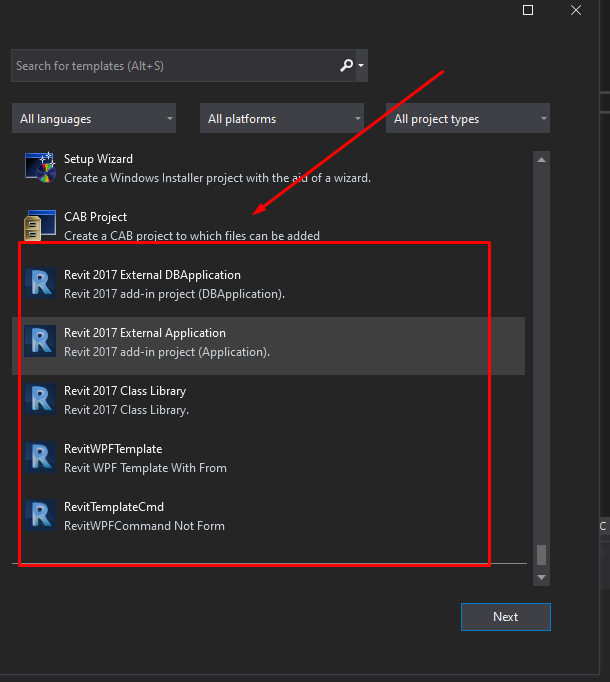 Search for templates (Alt+S)
All languages
All platforms
All project types
Setup Wizard
Create a Windows Installer project with the aid of a wizard.
CAB Project
Create a CAB project to which files can be added
Revit 2017 External DBApplication
Revit 2017 add-in project (DBApplication).
Revit 2017 External Application
Revit 2017 add-in project (Application).
Revit 2017 Class Library
Revit 2017 Class Library.
RevitWPFTemplate
Revit WPF Template With From
RevitTemplateCmd
RevitWPFCommand Not Form
C
Next